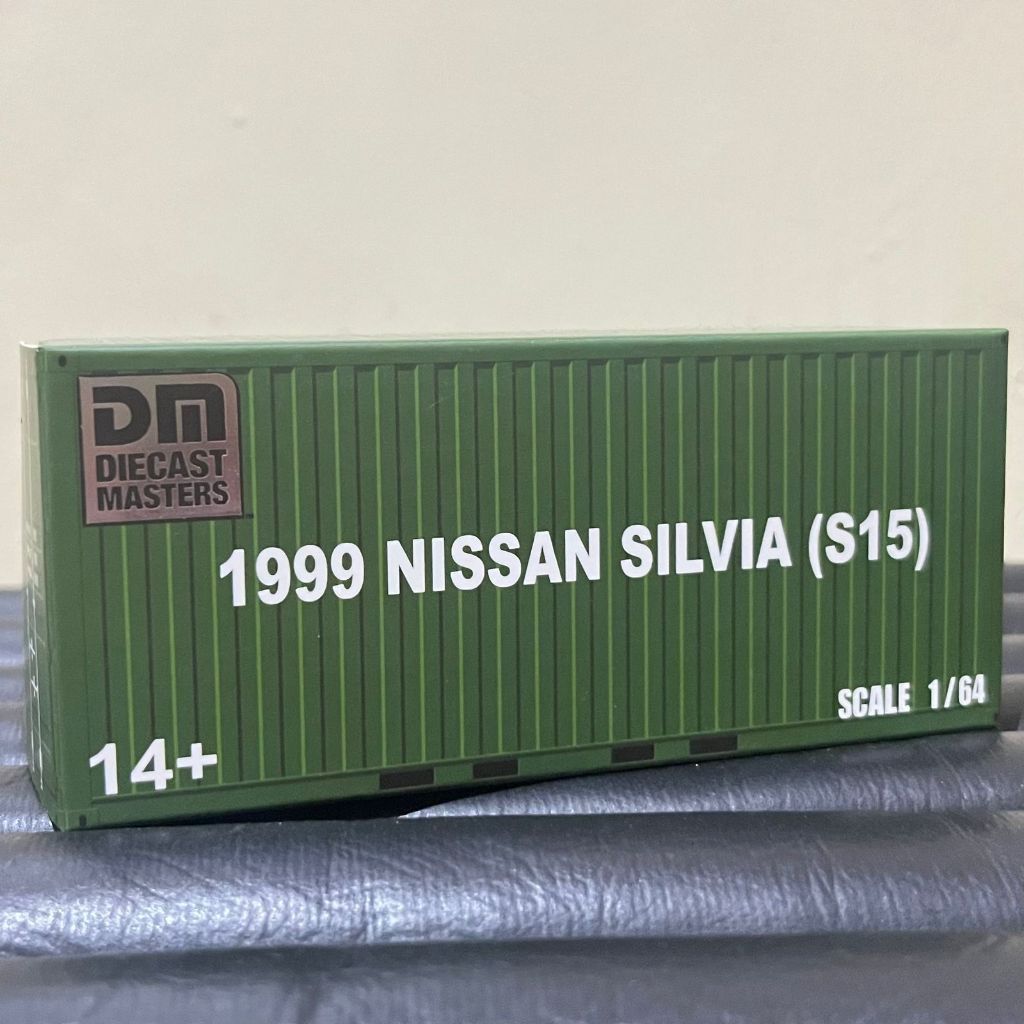 DM
DIECAST
MASTERS
1999 NISSAN SILVIA (S15)
SCALE 1/64
14+